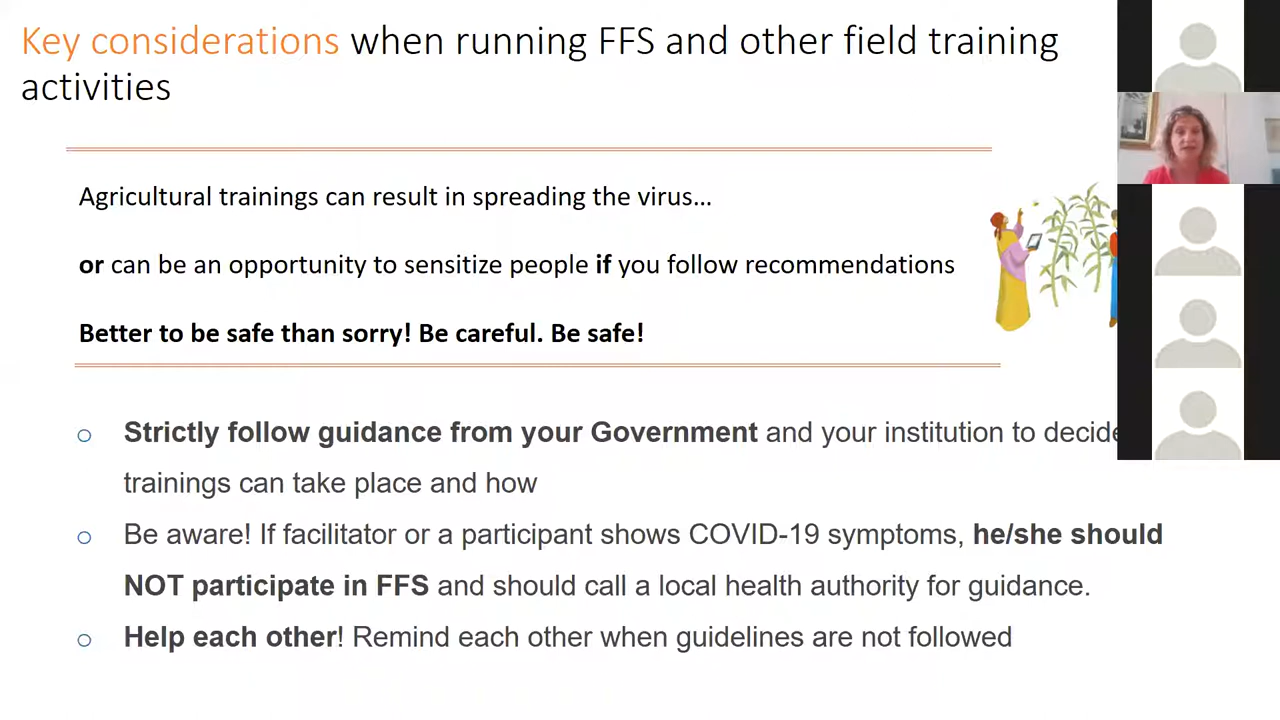 Key considerations when running FFS and other field training
activities
Agricultural trainings can result in spreading the virus...
or can be an opportunity to sensitize people if you follow recommendations
Better to be safe than sorry! Be careful. Be safe!
Strictly follow guidance from your Government and your institution to decide
trainings can take place and how
Be aware! If facilitator or a participant shows COVID-19 symptoms, he/she should
NOT participate in FFS and should call a local health authority for guidance.
Help each other! Remind each other when guidelines are not followed